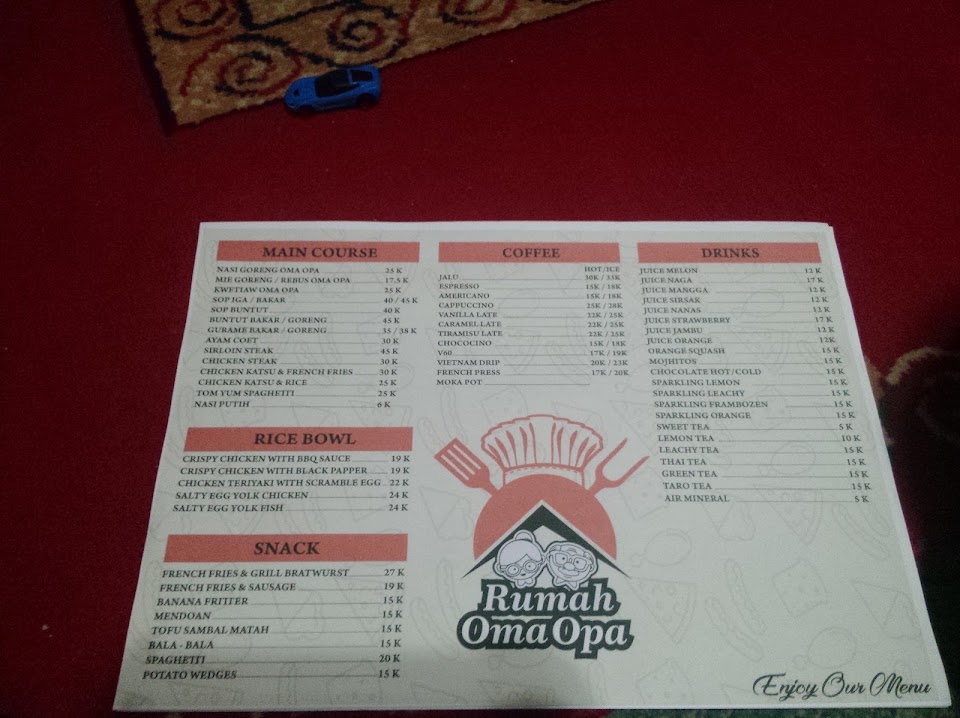 MAIN COURSE
NASI GORENG OMA OPA 25 K
MIE GORENG / REBUS OMA OPA 17.5 K
KWETIAW OMA OPA 25 K
SOP IGA / BAKAR 40 / 45 K
SOP BUNTUT 40 K
BUNTUT BAKAR / GORENG 45 K
GURAME BAKAR / GORENG 35 / 38 K
AYAM COET 30 K
SIRLOIN STEAK 45 K
CHICKEN STEAK 30 K
CHICKEN KATSU & FRENCH FRIES 30 K
CHICKEN KATSU & RICE 25 K
TOM YUM SPAGHETTI 25 K
NASI PUTIH 6 K
RICE BOWL
CRISPY CHICKEN WITH BBQ SAUCE 19 K
CRISPY CHICKEN WITH BLACK PAPPER 19 K
CHICKEN TERIYAKI WITH SCRAMBLE EGG 22 K
SALTY EGG YOLK CHICKEN 24 K
SALTY EGG YOLK FISH 24 K
SNACK
FRENCH FRIES & GRILL BRATWURST 27 K
FRENCH FRIES & SAUSAGE 19 K
BANANA FRITTER 15 K
MENDOAN 15 K
TOFU SAMBAL MATAH 15 K
BALA - BALA 15 K
SPAGHETTI 20 K
POTATO WEDGES 15 K
COFFEE
HOT/ICE
JALU 30K / 35K
ESPRESSO 15K / 18K
AMERICANO 15K / 18K
CAPPUCCINO 25K / 28K
VANILLA LATE 22K / 25K
CARAMEL LATE 22K / 25K
TIRAMISU LATE 22K / 25K
CHOCOCINO 15K / 18K
V60 17K / 19K
VIETNAM DRIP 20K / 23K
FRENCH PRESS 17K / 20K
MOKA POT
Rumah
Oma Opa
DRINKS
JUICE MELON 12 K
JUICE NAGA 17 K
JUICE MANGGA 12 K
JUICE SIRSAK 12 K
JUICE NANAS 12 K
JUICE STRAWBERRY 17 K
JUICE JAMBU 12 K
JUICE ORANGE 12K
ORANGE SQUASH 15 K
MOJHITOS 15 K
CHOCOLATE HOT/COLD 15 K
SPARKLING LEMON 15 K
SPARKLING LEACHY 15 K
SPARKLING FRAMBOZEN 15 K
SPARKLING ORANGE 15 K
SWEET TEA 5 K
LEMON TEA 10 K
LEACHY TEA 15 K
THAI TEA 15 K
GREEN TEA 15 K
TARO TEA 15 K
AIR MINERAL 5 K
Enjoy Our Menu